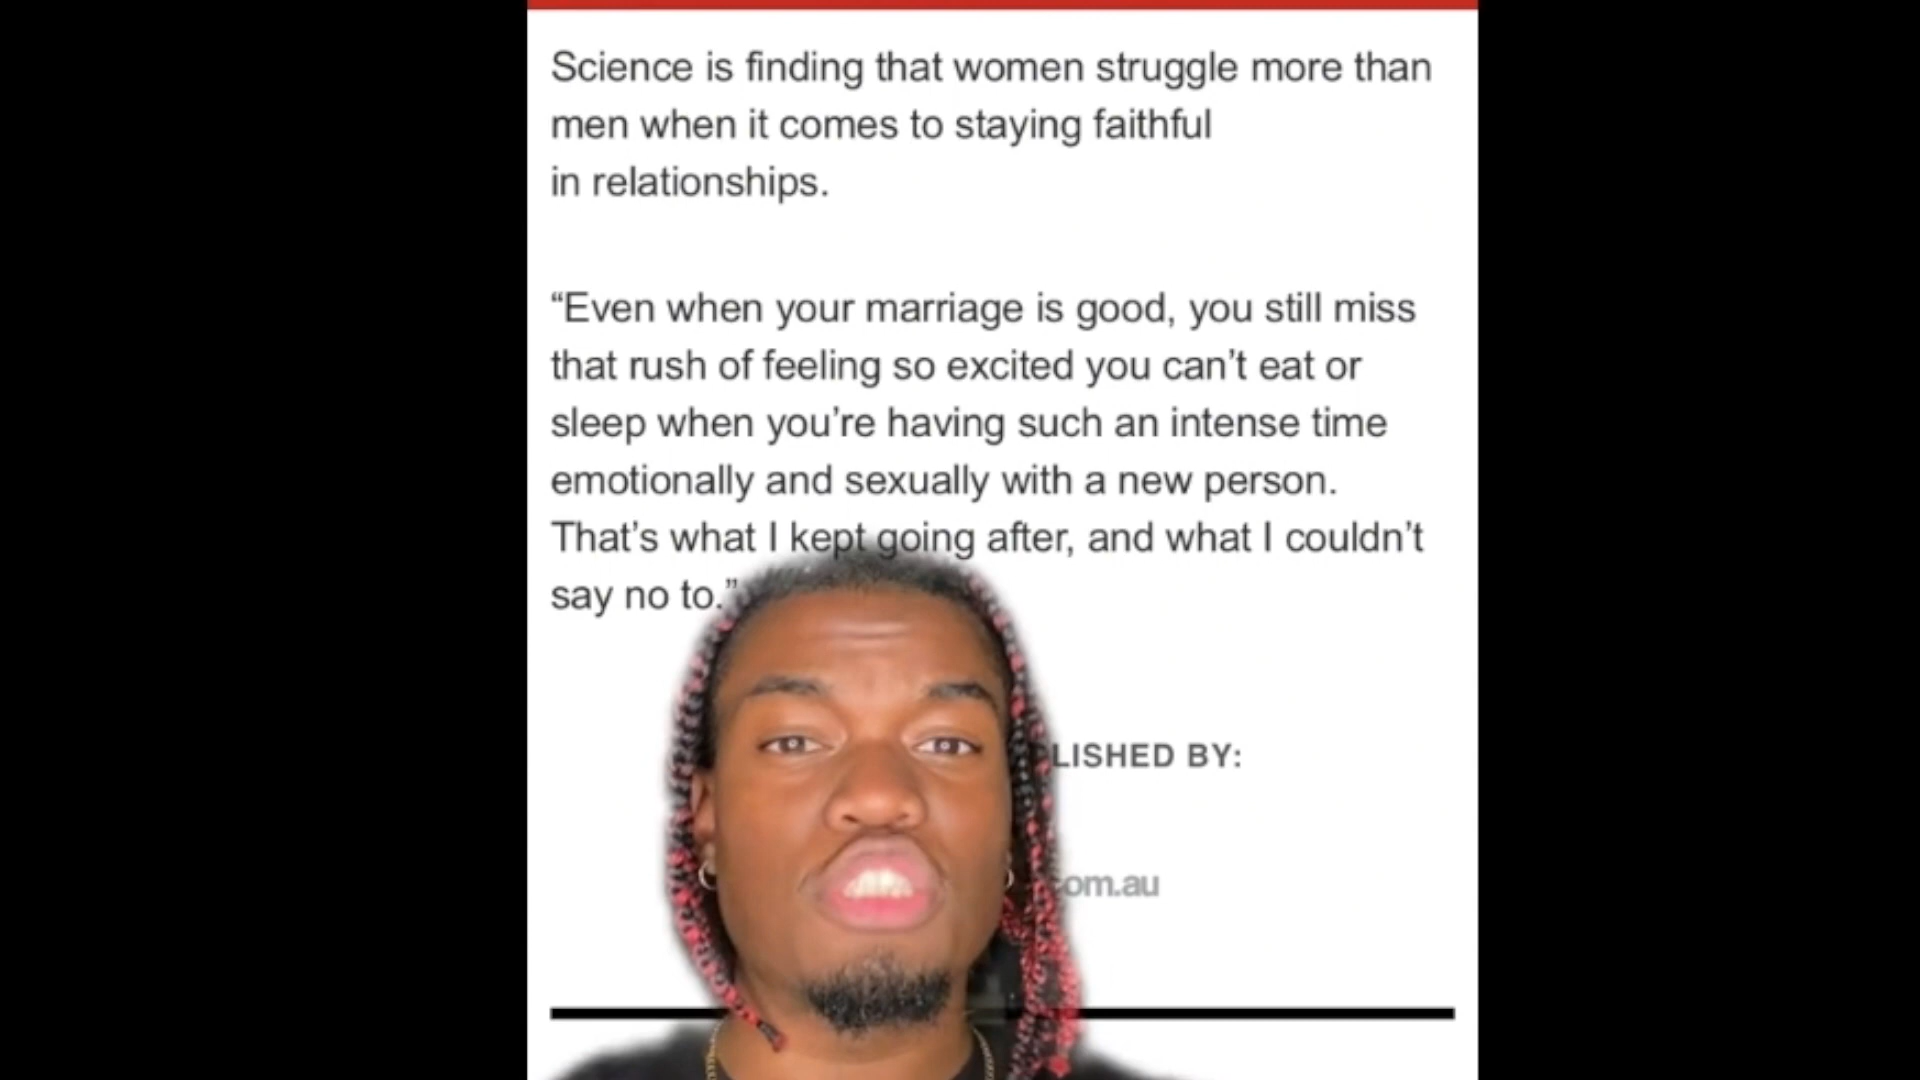 Science is finding that women struggle more than
men when it comes to staying faithful
in relationships.
“Even when your marriage is good, you still miss
that rush of feeling so excited you can’t eat or
sleep when you’re having such an intense time
emotionally and sexually with a new person.
That’s what I kept going after, and what I couldn’t
say no to.”
LISHED BY:
com.au